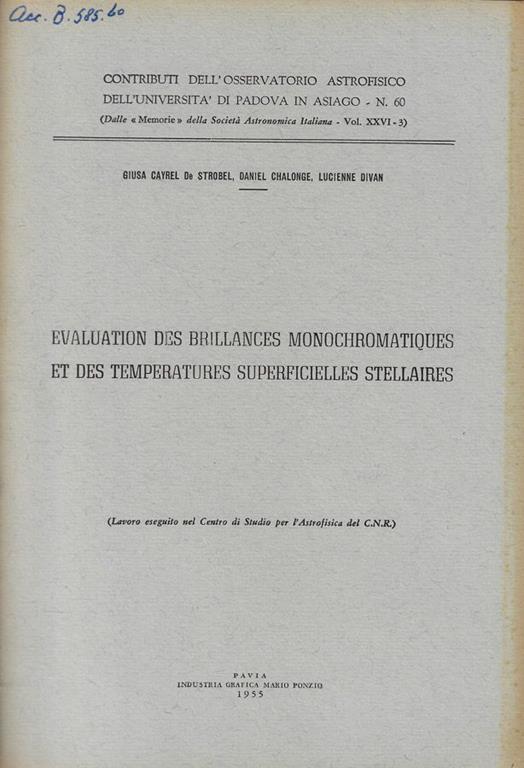 Acc. B. 585.60
CONTRIBUTI DELL'OSSERVATORIO ASTROFISICO
DELL'UNIVERSITA' DI PADOVA IN ASIAGO - N. 60
(Dalle « Memorie » della Società Astronomica Italiana - Vol. XXVI - 3)
GIUSA CAYREL De STROBEL, DANIEL CHALONGE, LUCIENNE DIVAN
EVALUATION DES BRILLANCES MONOCHROMATIQUES
ET DES TEMPERATURES SUPERFICIELLES STELLAIRES
(Lavoro eseguito nel Centro di Studio per l'Astrofisica del C.N.R.)
PAVIA
INDUSTRIA GRAFICA MARIO PONZIO
1955